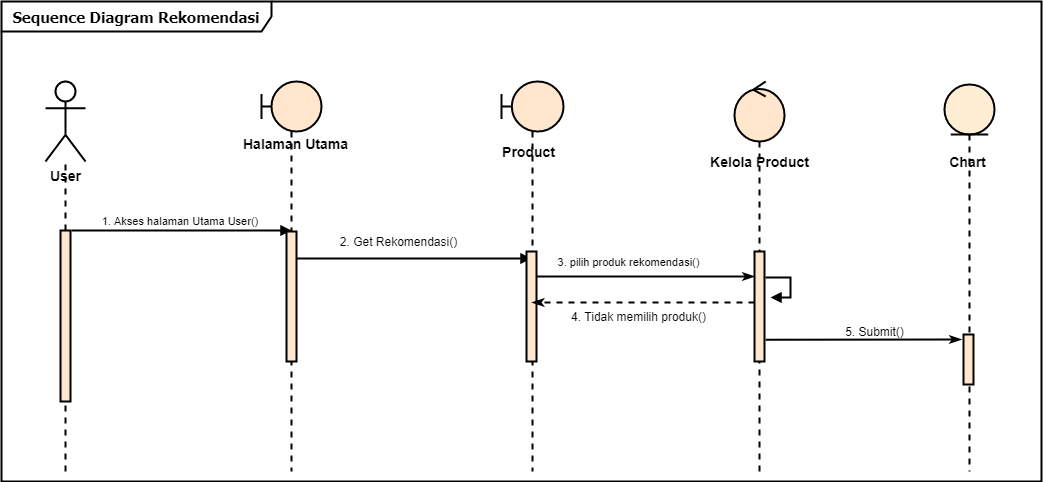 Sequence Diagram Rekomendasi
User
Halaman Utama
Product
Kelola Product
Chart
1. Akses halaman Utama User()
2. Get Rekomendasi()
3. pilih produk rekomendasi()
4. Tidak memilih produk()
5. Submit()